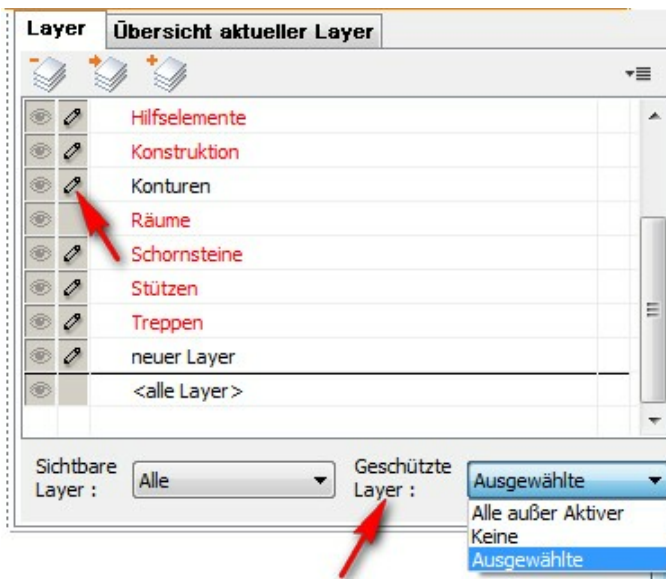 Layer Übersicht aktueller Layer
Hilfselemente
Konstruktion
Konturen
Räume
Schornsteine
Stützen
Treppen
neuer Layer
<alle Layer>
Sichtbare Layer : Alle
Geschützte Layer : Ausgewählte
Alle außer Aktiver
Keine
Ausgewählte